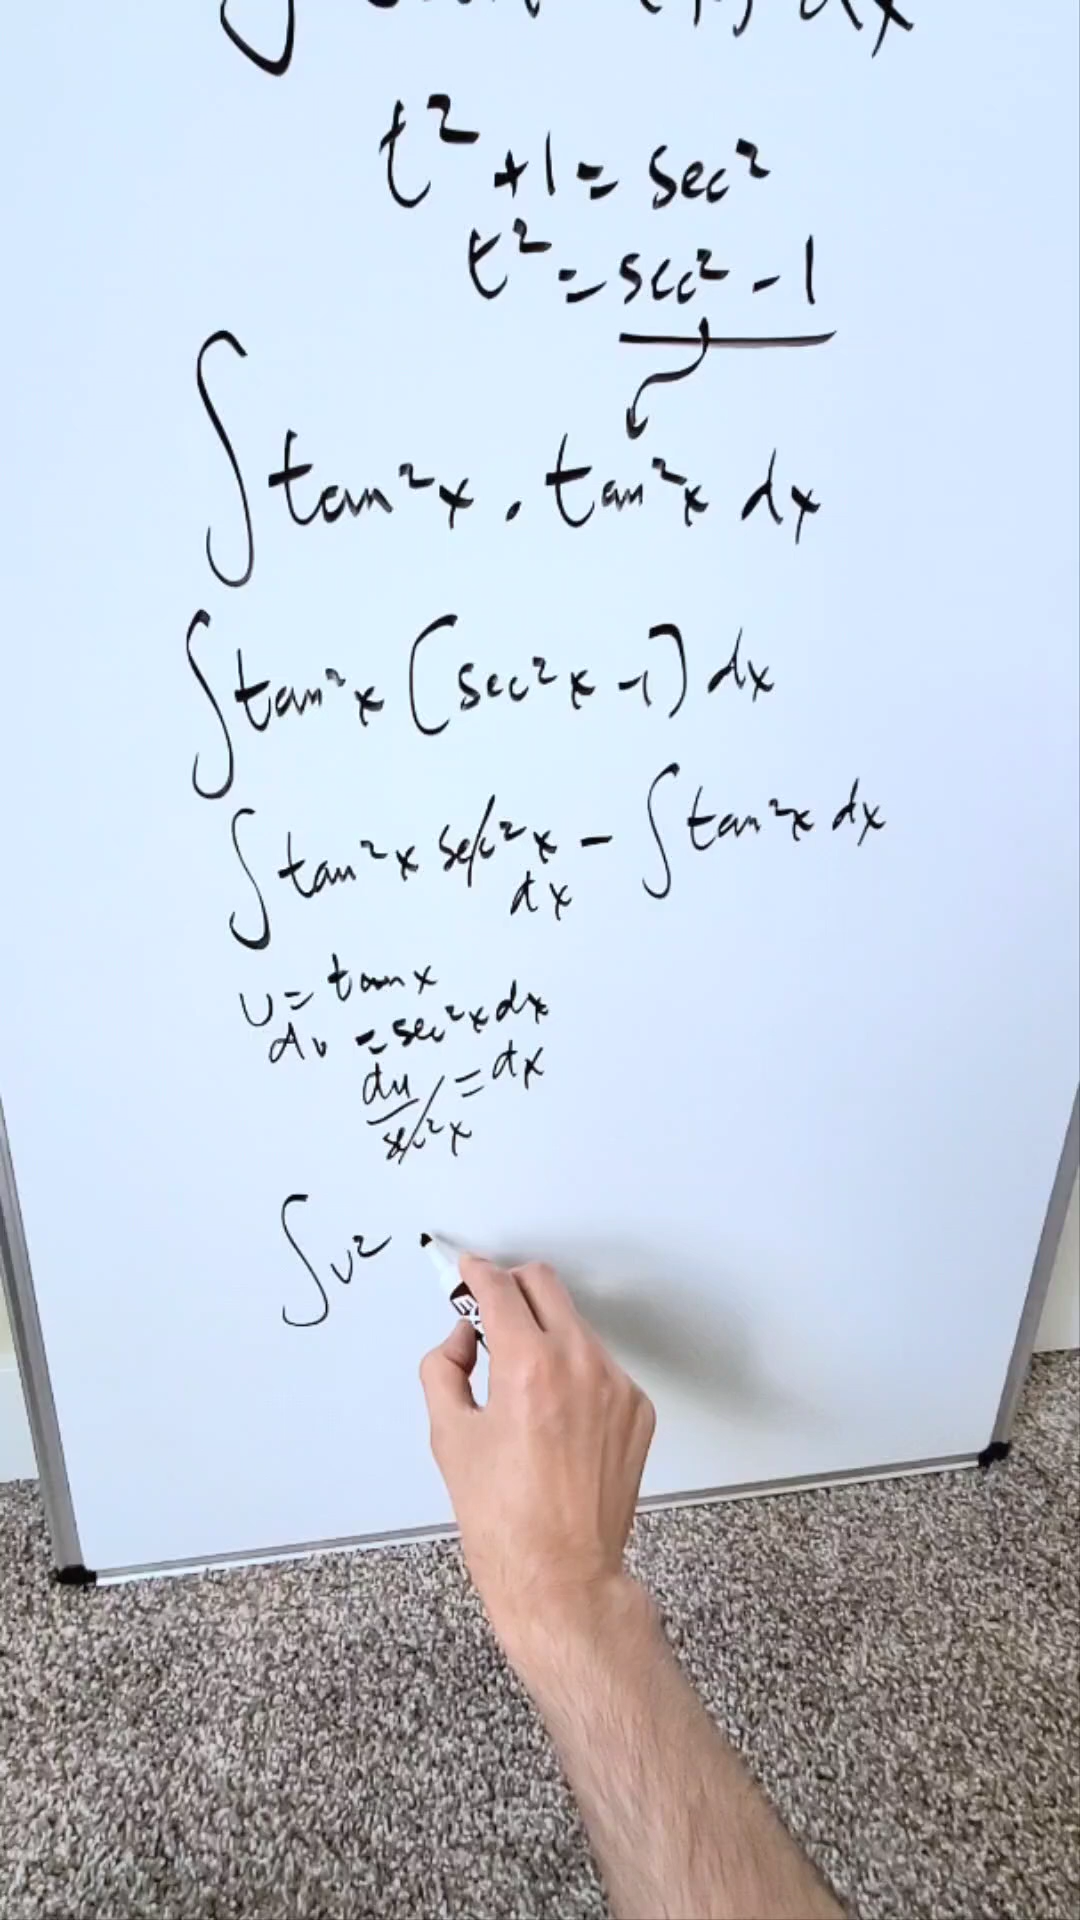 dx
t² + 1 = sec²
t² = sec² - 1
∫ tan²x · tan²x dx
∫ tan²x (sec²x - 1) dx
∫ tan²x sec²x dx - ∫ tan²x dx
u = tan x
du = sec²x dx
du/sec²x = dx
∫ u²